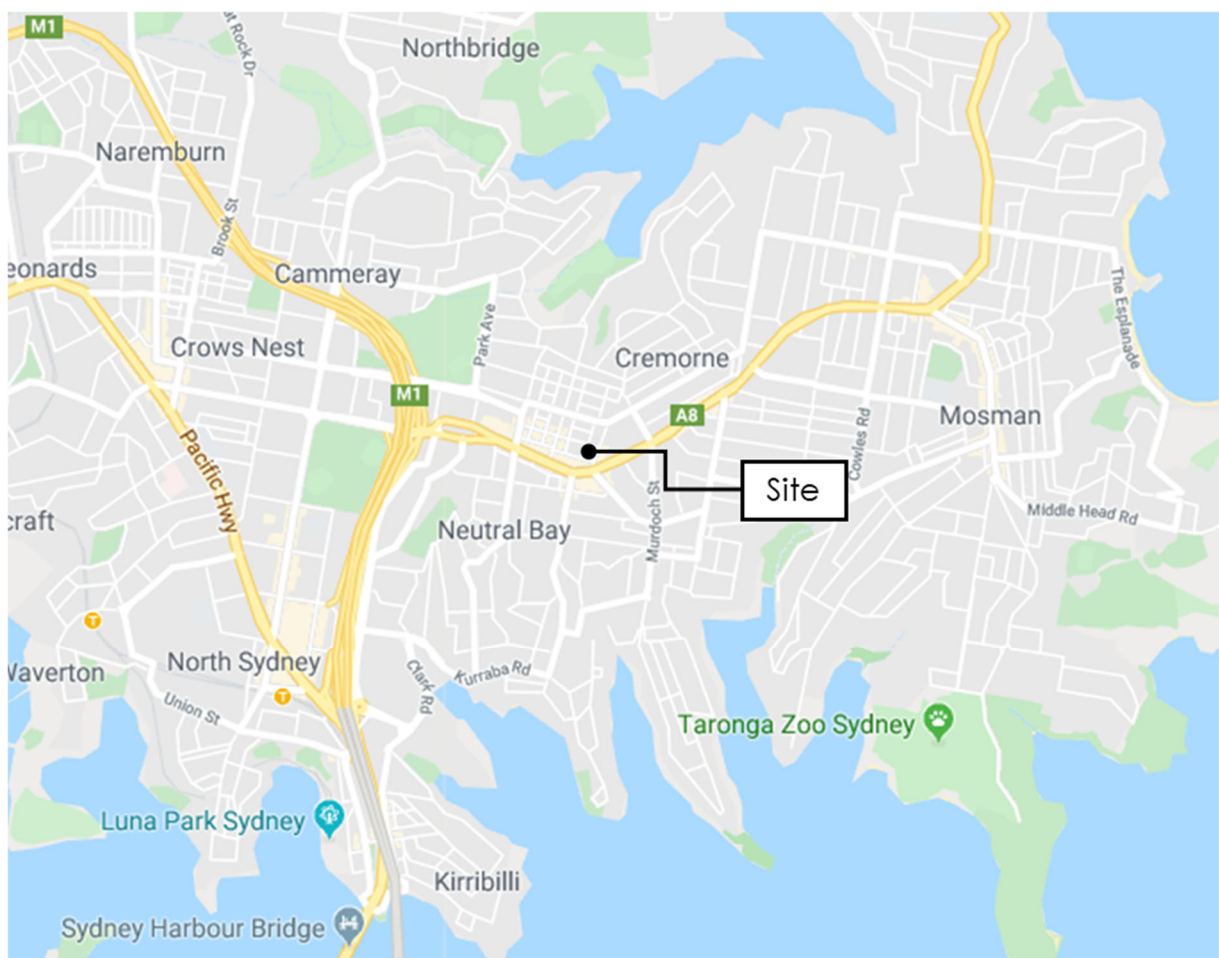 M1
Northbridge
Rock Dr
Naremburn
Brook St
eonards
Cammeray
The Esplanade
Park Ave
Crows Nest
Cremorne
M1
A8
Mosman
Cowles Rd
Pacific Hwy
Site
craft
Neutral Bay
Murdoch St
Middle Head Rd
T
North Sydney
Waverton
Clark Rd
Kurraba Rd
T
Union St
Taronga Zoo Sydney
Luna Park Sydney
Kirribilli
Sydney Harbour Bridge